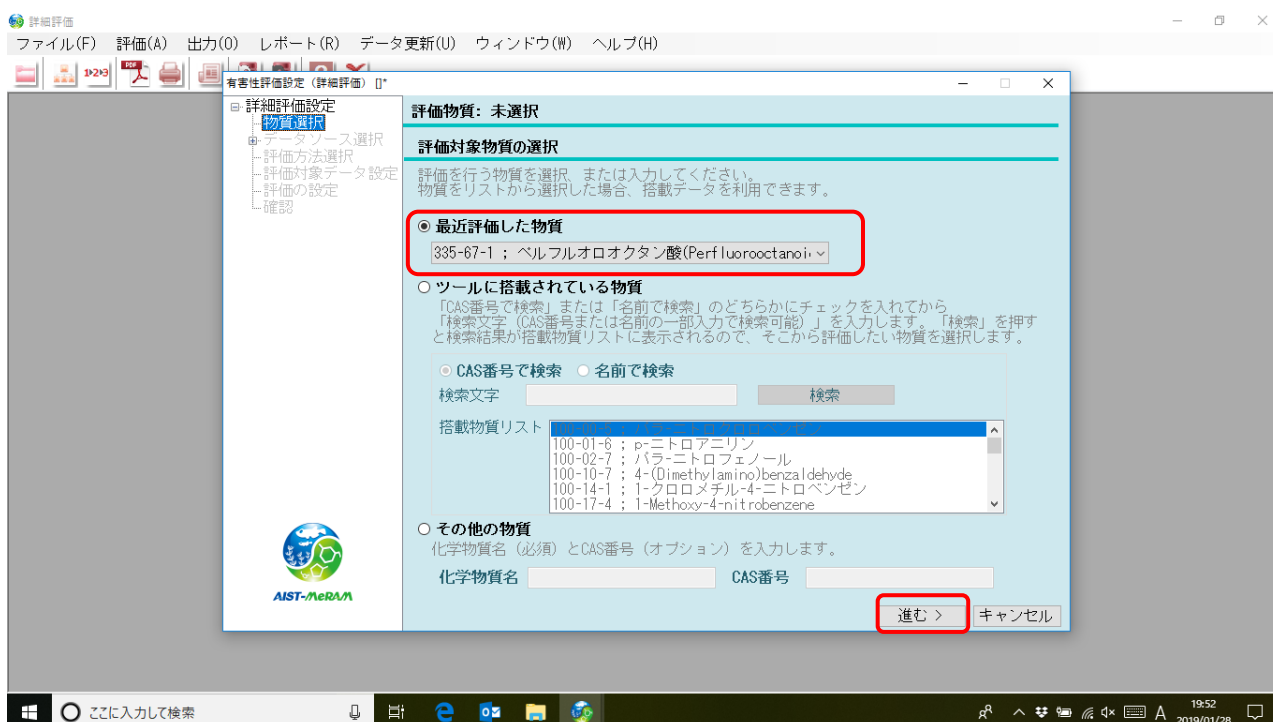 詳細評価
ファイル(F) 評価(A) 出力(O) レポート(R) データ更新(U) ウィンドウ(W) ヘルプ(H)
1▸2▸3
PDF
有害性評価設定（詳細評価） []*
詳細評価設定
物質選択
データソース選択
評価方法選択
評価対象データ設定
評価の設定
確認
AIST-MeRAM
評価物質: 未選択
評価対象物質の選択
評価を行う物質を選択、または入力してください。
物質をリストから選択した場合、搭載データを利用できます。
最近評価した物質
335-67-1 ; ペルフルオロオクタン酸(Perfluorooctanoi
ツールに搭載されている物質
「CAS番号で検索」または「名前で検索」のどちらかにチェックを入れてから
「検索文字（CAS番号または名前の一部入力で検索可能）」を入力します。「検索」を押す
と検索結果が搭載物質リストに表示されるので、そこから評価したい物質を選択します。
CAS番号で検索 名前で検索
検索文字 検索
搭載物質リスト 100-00-5 ; パラ-ニトロクロロベンゼン
100-01-6 ; p-ニトロアニリン
100-02-7 ; パラ-ニトロフェノール
100-10-7 ; 4-(Dimethylamino)benzaldehyde
100-14-1 ; 1-クロロメチル-4-ニトロベンゼン
100-17-4 ; 1-Methoxy-4-nitrobenzene
その他の物質
化学物質名（必須）とCAS番号（オプション）を入力します。
化学物質名 CAS番号
進む > キャンセル
ここに入力して検索
A 19:52
2019/01/28